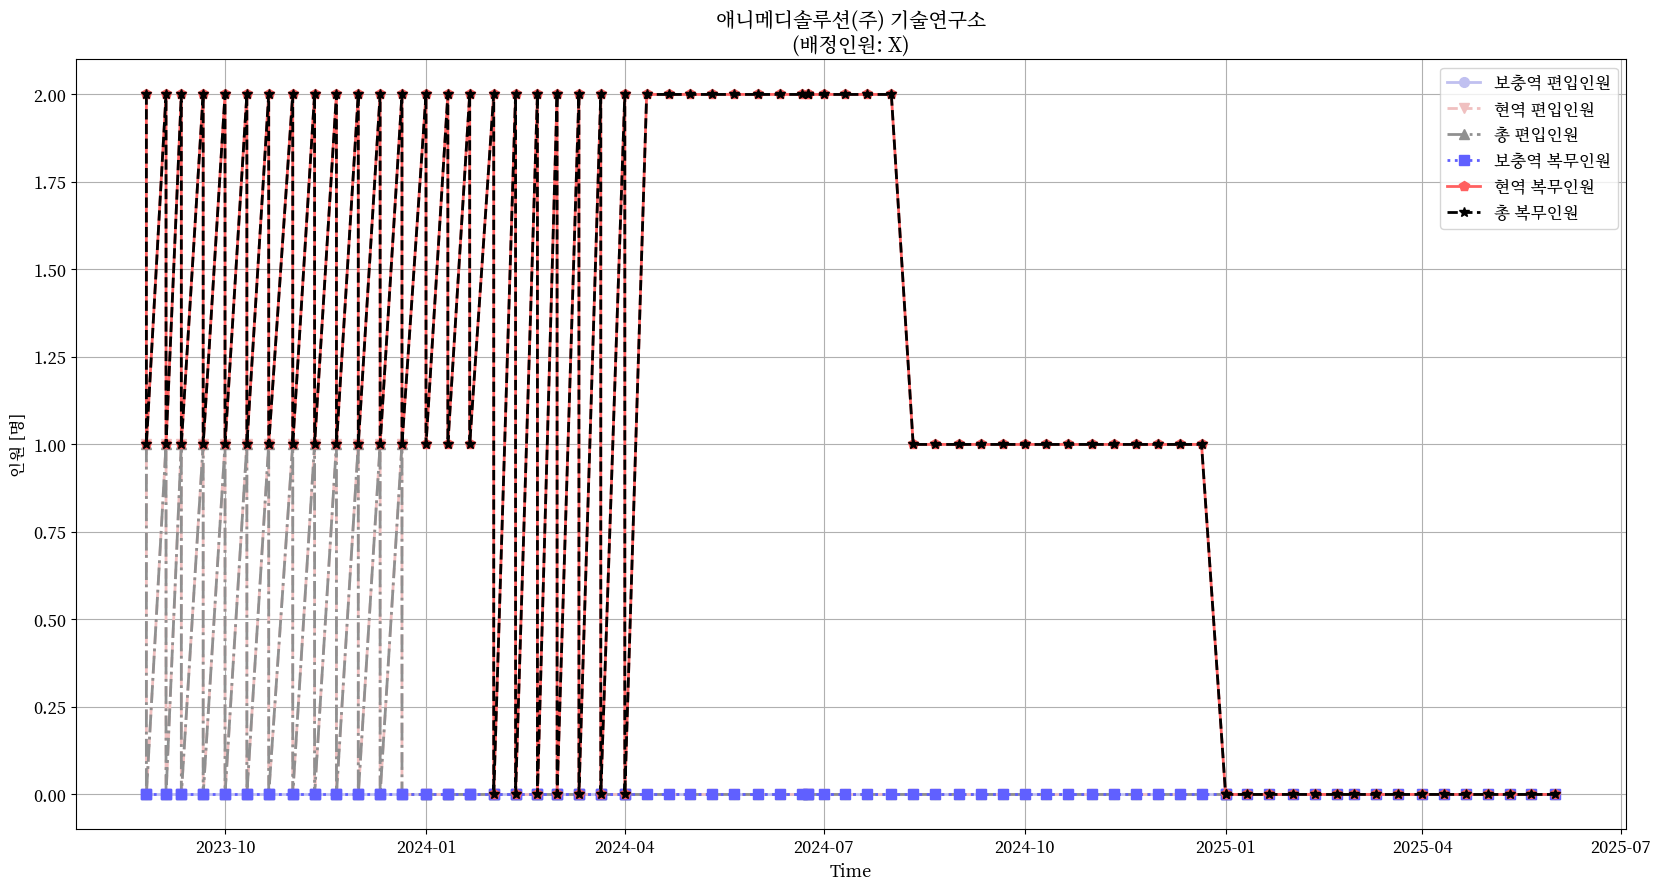 애니메디솔루션(주) 기술연구소
(배정인원: X)
보충역 편입인원
현역 편입인원
총 편입인원
보충역 복무인원
현역 복무인원
총 복무인원
인원 [명]
2.00
1.75
1.50
1.25
1.00
0.75
0.50
0.25
0.00
2023-10
2024-01
2024-04
2024-07
2024-10
2025-01
2025-04
2025-07
Time